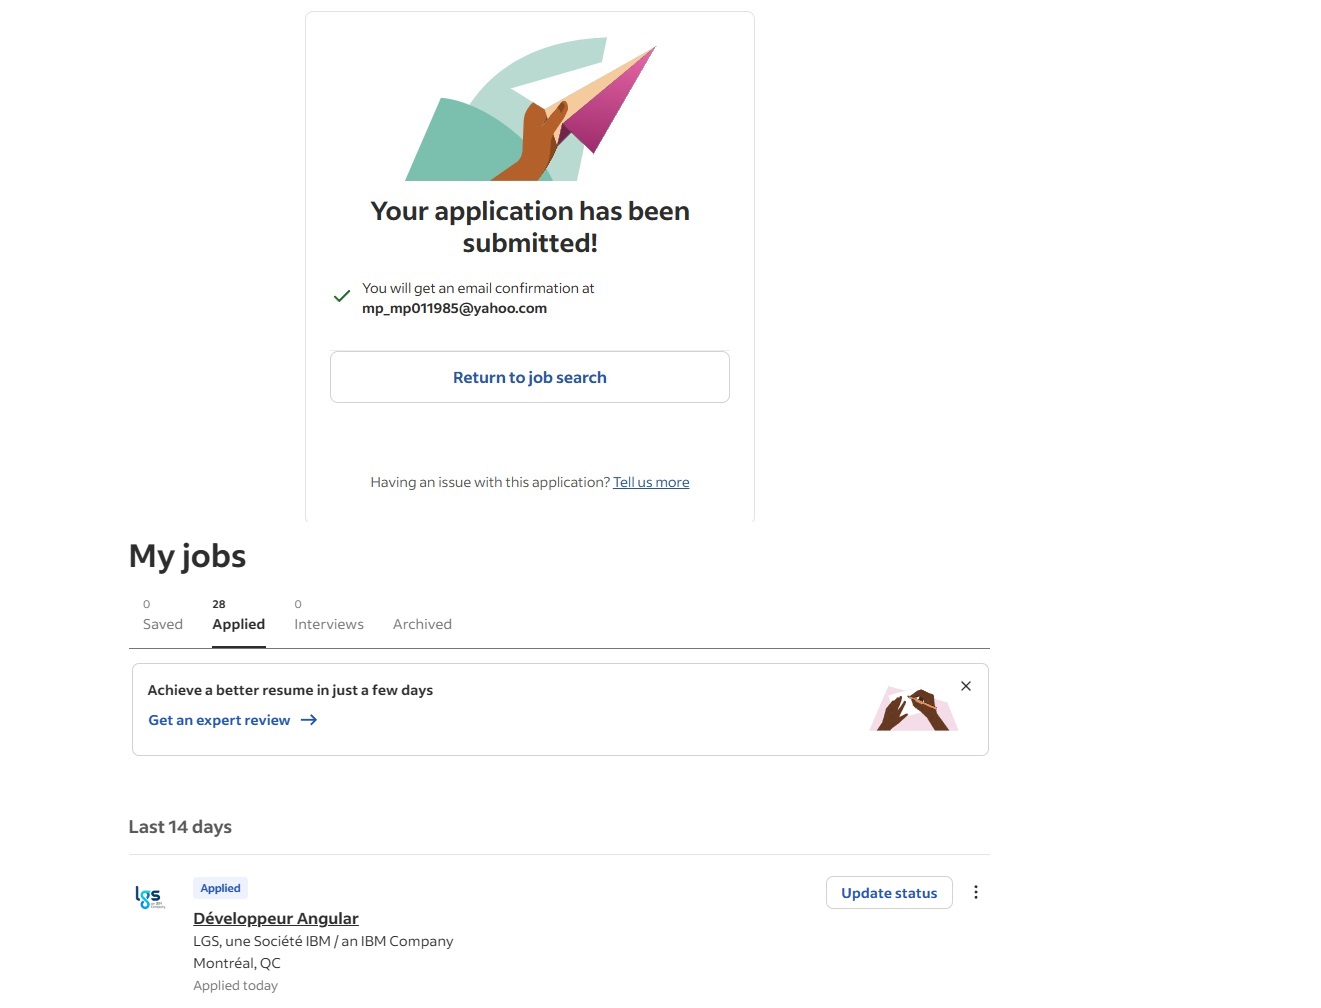 Your application has been
submitted!
You will get an email confirmation at
mp_mp011985@yahoo.com
Return to job search
Having an issue with this application? Tell us more
My jobs
0
Saved
28
Applied
0
Interviews
Archived
Achieve a better resume in just a few days
Get an expert review
Last 14 days
lgs
an IBM
Company
Applied
Update status
Développeur Angular
LGS, une Société IBM / an IBM Company
Montréal, QC
Applied today